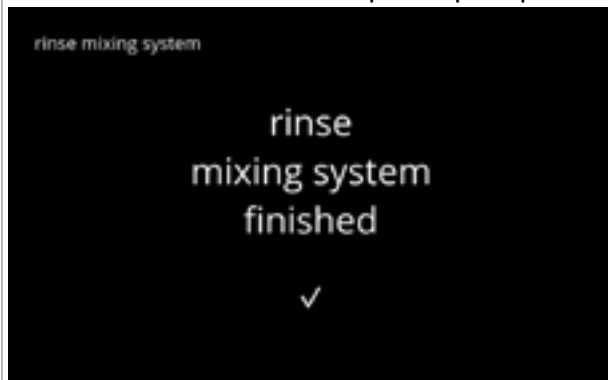 rinse mixing system
rinse
mixing system
finished
✓